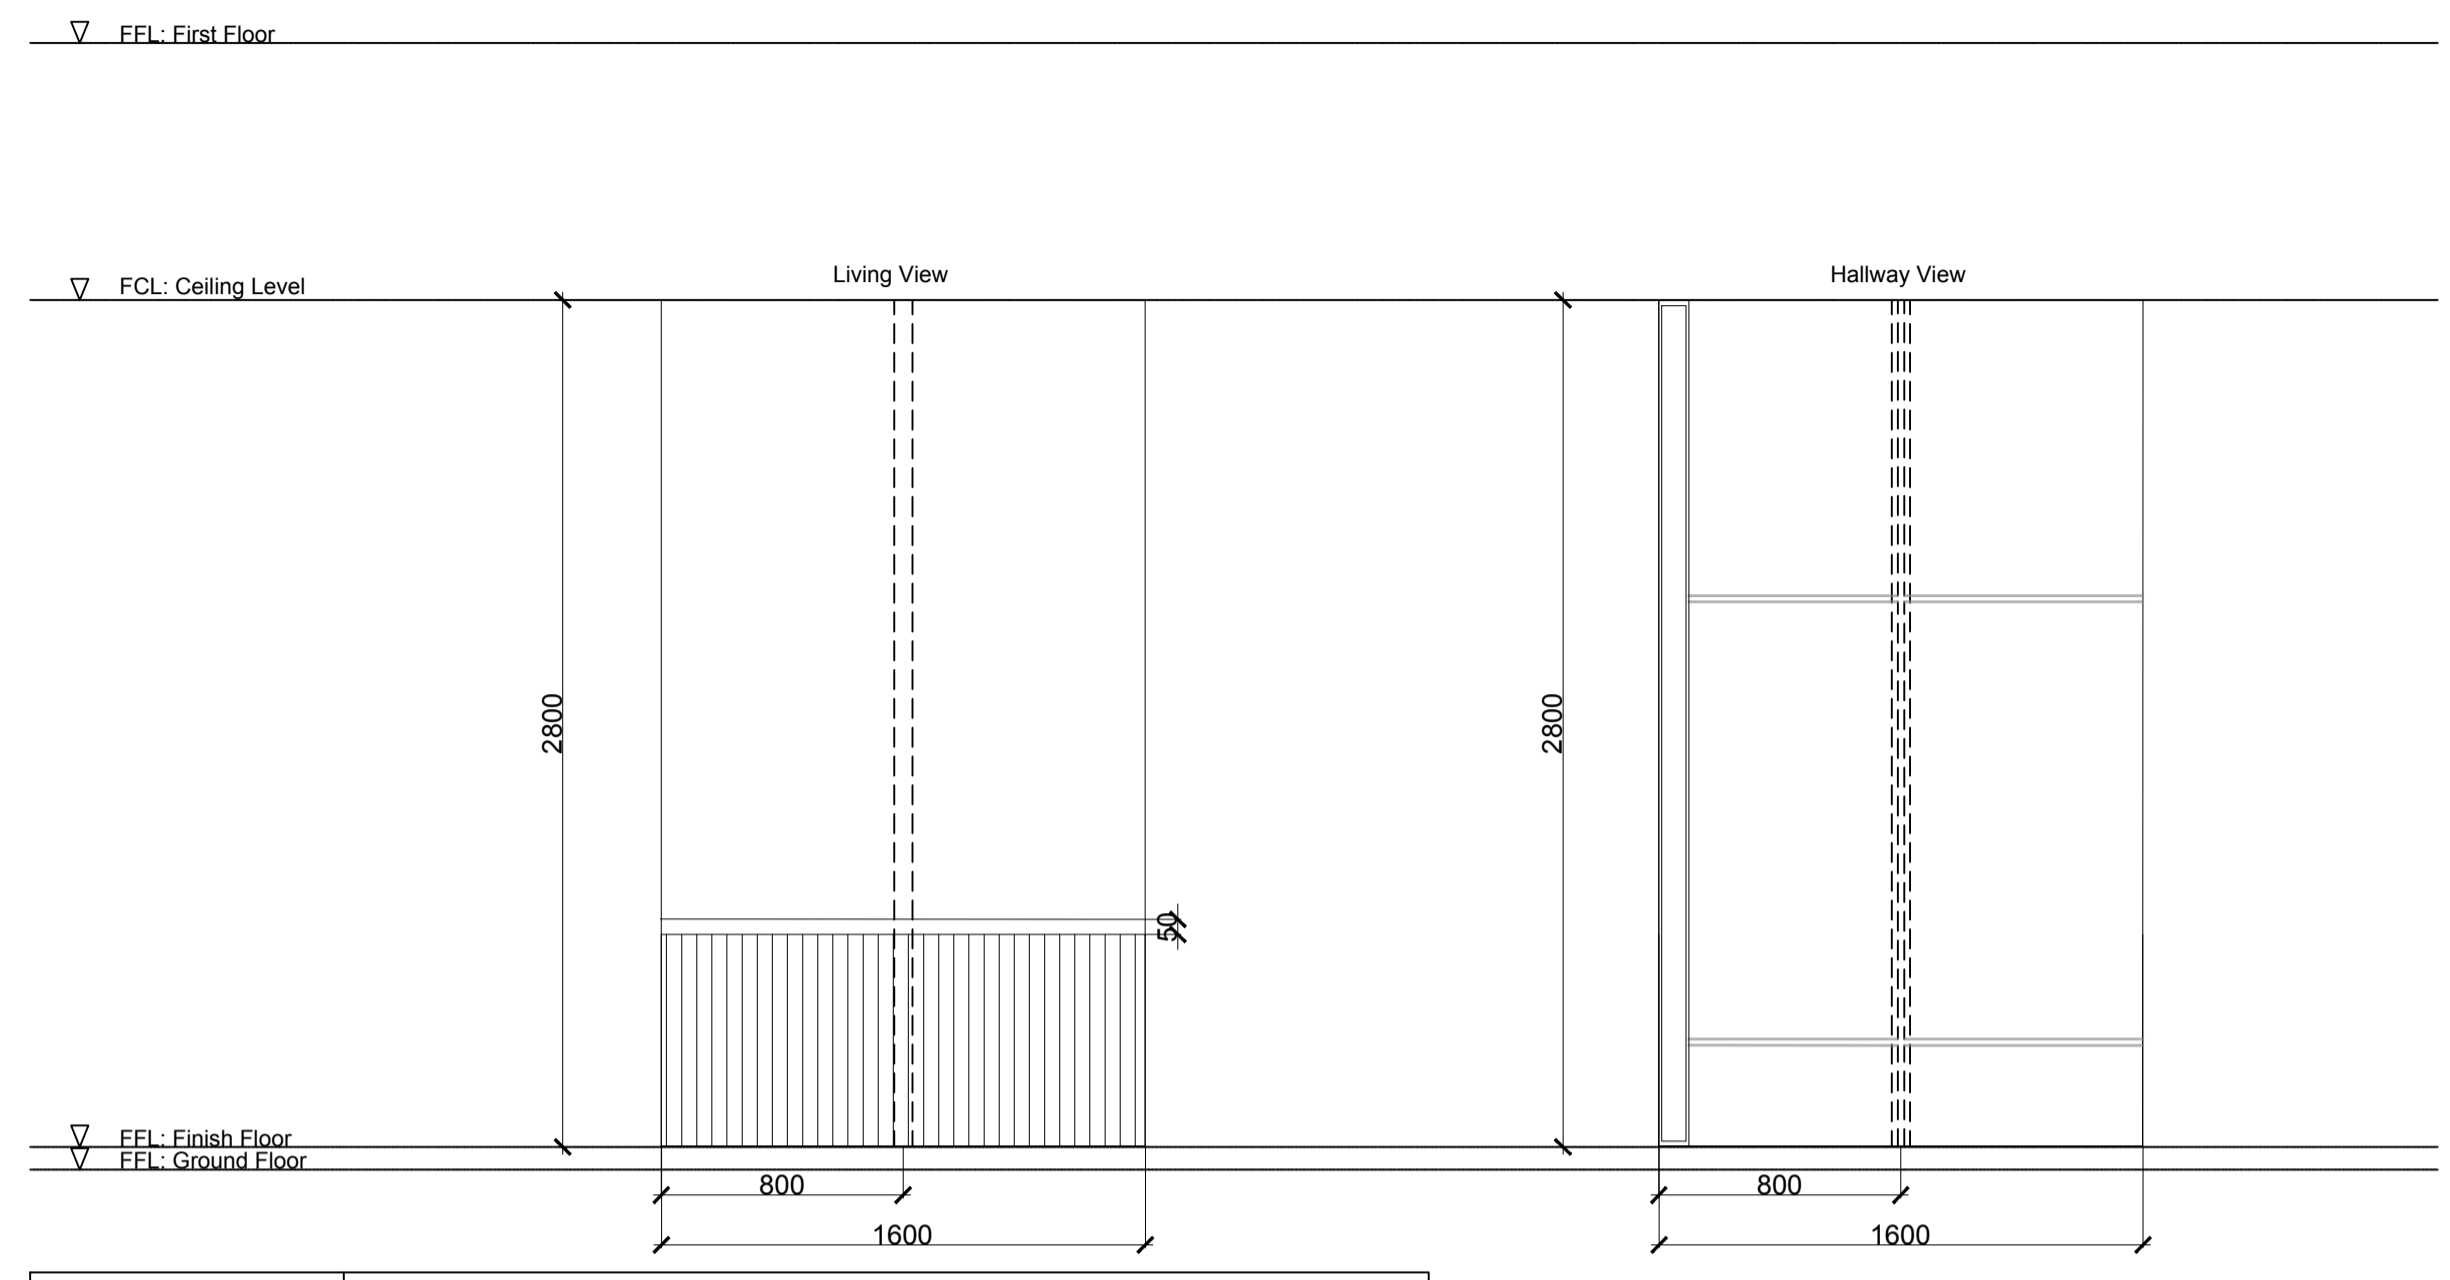 FFL: First Floor
Living View
Hallway View
FCL: Ceiling Level
2800
2800
50
FFL: Finish Floor
FFL: Ground Floor
800
800
1600
1600